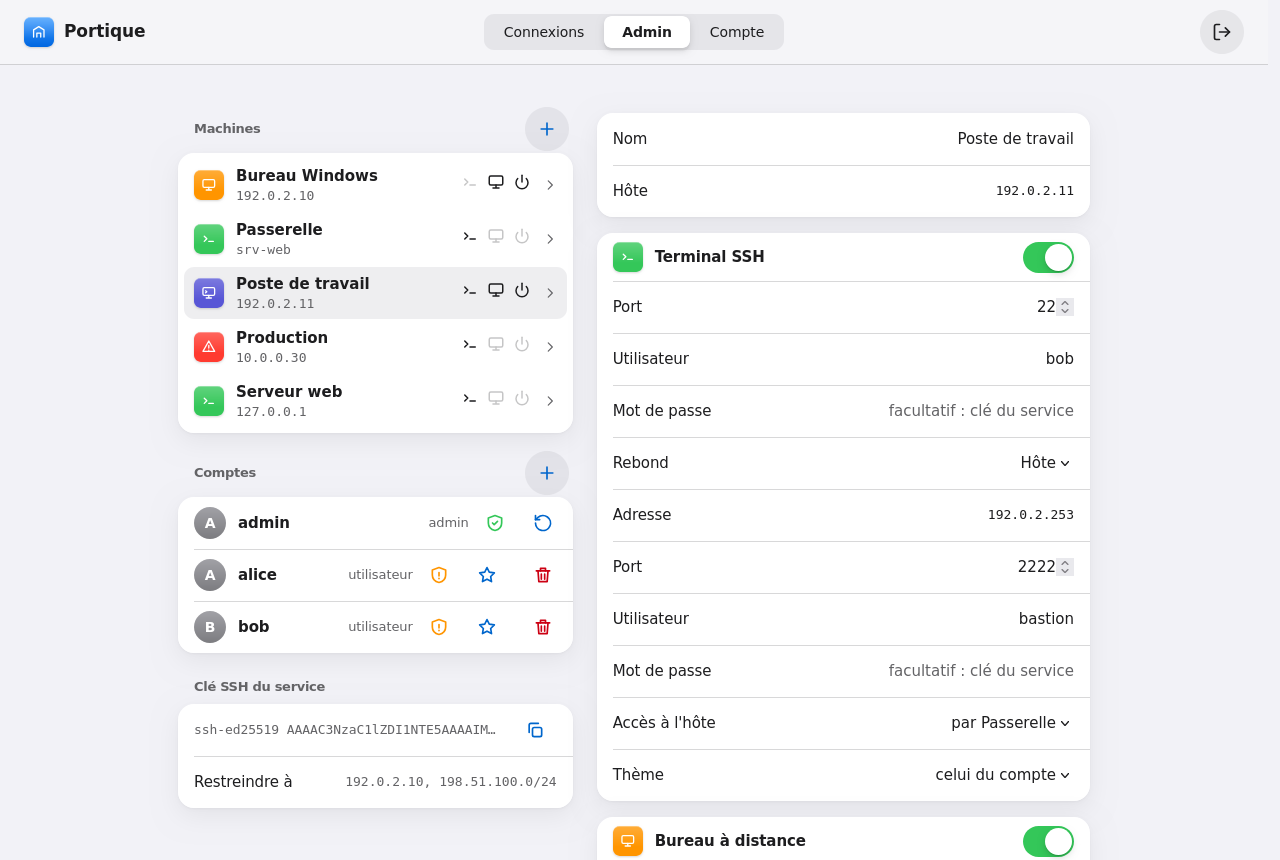 Portique
Connexions
Admin
Compte
Machines
Bureau Windows
192.0.2.10
Passerelle
srv-web
Poste de travail
192.0.2.11
Production
10.0.0.30
Serveur web
127.0.0.1
Comptes
A admin admin
A alice utilisateur
B bob utilisateur
Clé SSH du service
ssh-ed25519 AAAAC3NzaC1lZDI1NTE5AAAAIM…
Restreindre à 192.0.2.10, 198.51.100.0/24
Nom Poste de travail
Hôte 192.0.2.11
Terminal SSH
Port 22
Utilisateur bob
Mot de passe facultatif : clé du service
Rebond Hôte
Adresse 192.0.2.253
Port 2222
Utilisateur bastion
Mot de passe facultatif : clé du service
Accès à l'hôte par Passerelle
Thème celui du compte
Bureau à distance